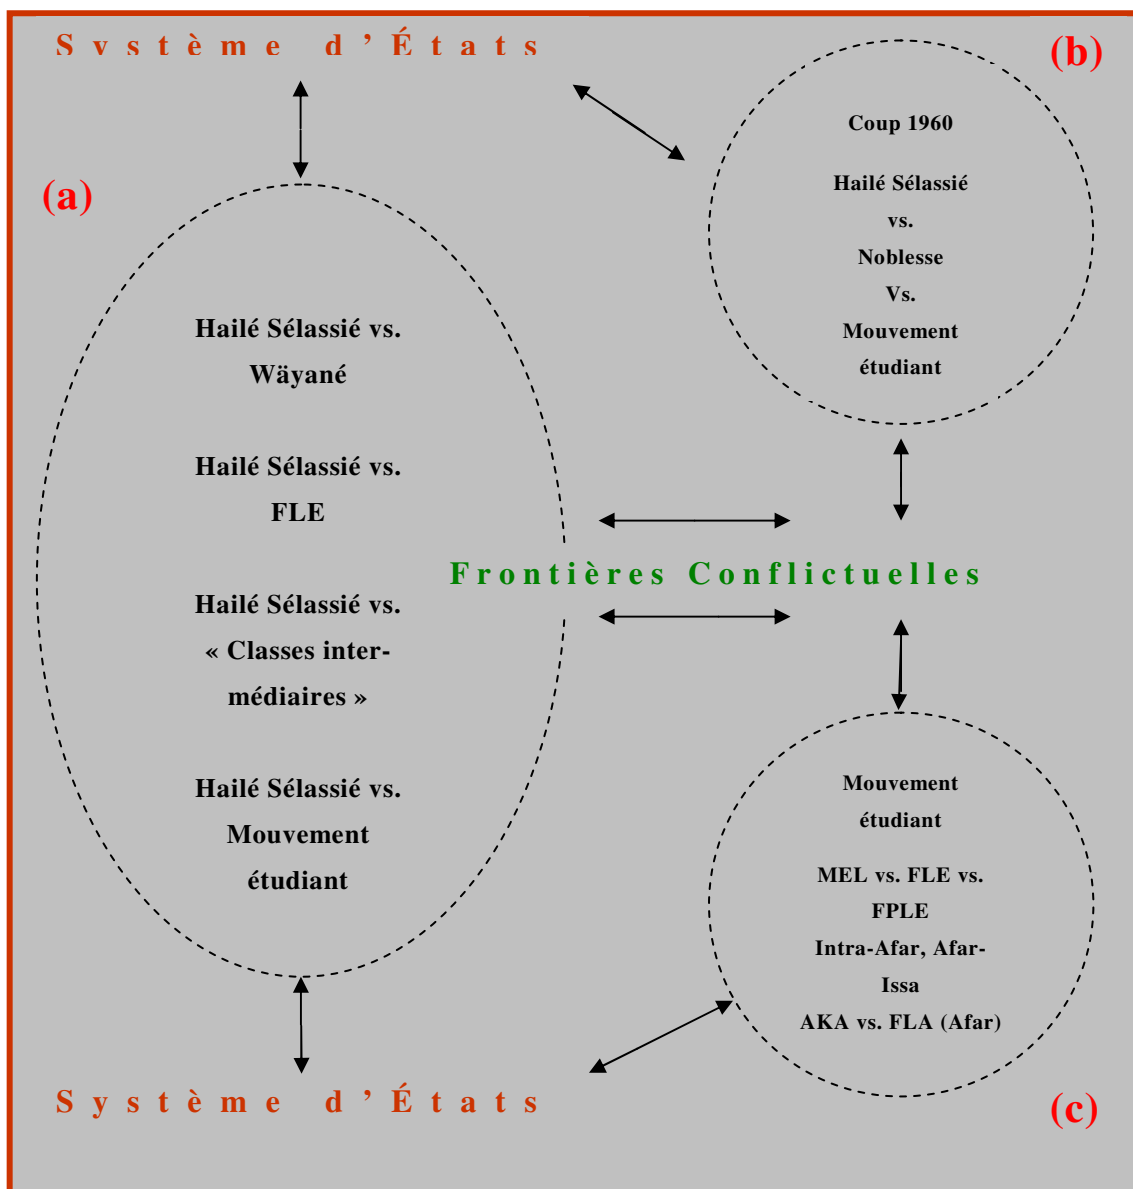 Système d'États
(b)
Coup 1960
Hailé Sélassié
vs.
Noblesse
Vs.
Mouvement
étudiant
(a)
Hailé Sélassié vs.
Wäyané
Hailé Sélassié vs.
FLE
Hailé Sélassié vs.
« Classes inter-
médiaires »
Hailé Sélassié vs.
Mouvement
étudiant
Frontières Conflictuelles
Mouvement
étudiant
MEL vs. FLE vs.
FPLE
Intra-Afar, Afar-
Issa
AKA vs. FLA (Afar)
Système d'États
(c)